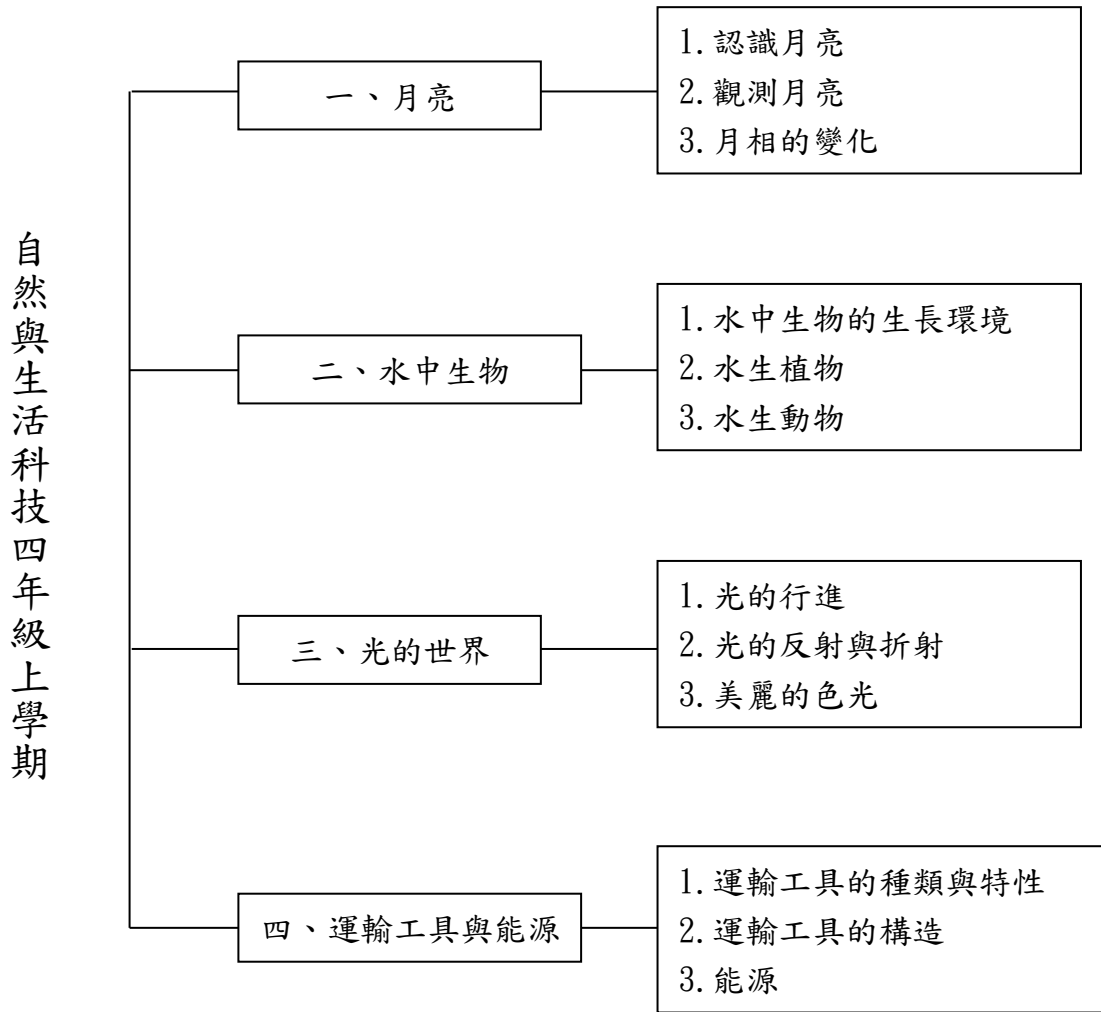 自然與生活科技四年級上學期
一、月亮
1.認識月亮
2.觀測月亮
3.月相的變化
二、水中生物
1.水中生物的生長環境
2.水生植物
3.水生動物
三、光的世界
1.光的行進
2.光的反射與折射
3.美麗的色光
四、運輸工具與能源
1.運輸工具的種類與特性
2.運輸工具的構造
3.能源